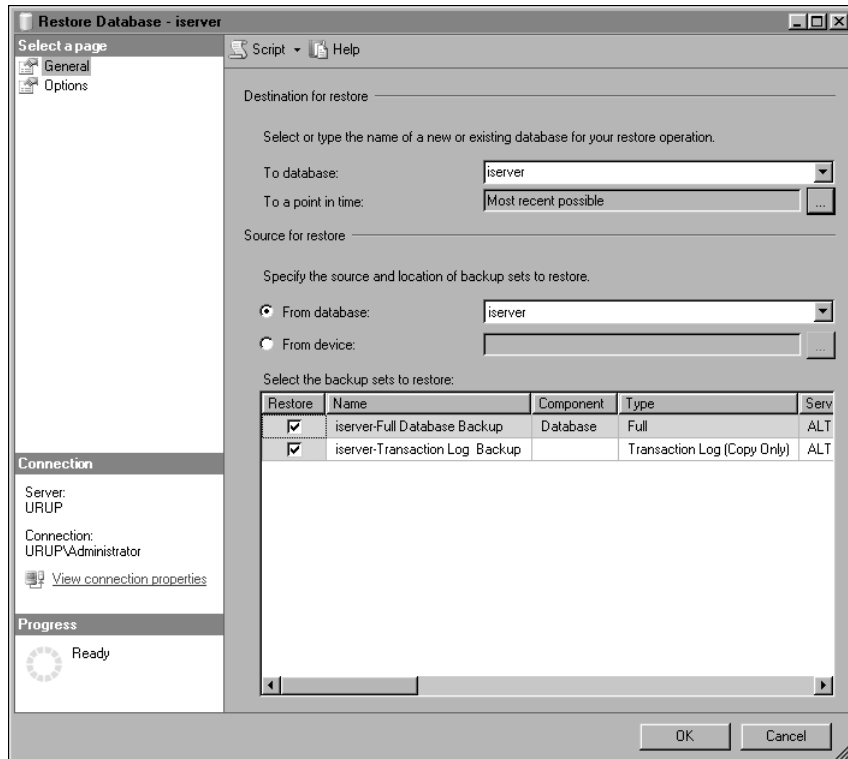 Restore Database - iserver
Select a page
General
Options
Script
Help
Destination for restore
Select or type the name of a new or existing database for your restore operation.
To database:
iserver
To a point in time:
Most recent possible
...
Source for restore
Specify the source and location of backup sets to restore.
From database:
iserver
From device:
...
Select the backup sets to restore:
Restore Name Component Type Serv
iserver-Full Database Backup Database Full ALT
iserver-Transaction Log Backup Transaction Log (Copy Only) ALT
Connection
Server:
URUP
Connection:
URUP\Administrator
View connection properties
Progress
Ready
OK
Cancel